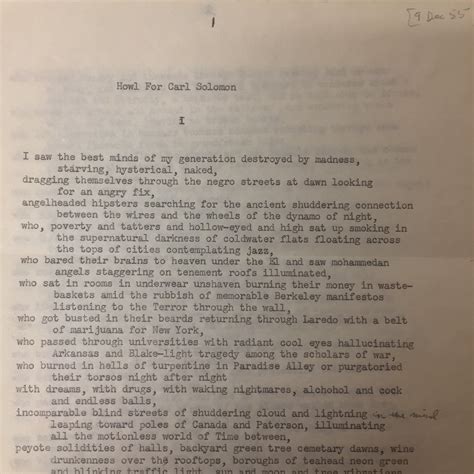 [9 Dec 55
1
Howl For Carl Solomon
I
I saw the best minds of my generation destroyed by madness,
starving, hysterical, naked,
dragging themselves through the negro streets at dawn looking
for an angry fix,
angelheaded hipsters searching for the ancient shuddering connection
between the wires and the wheels of the dynamo of night,
who, poverty and tatters and hollow-eyed and high sat up smoking in
the supernatural darkness of coldwater flats floating across
the tops of cities contemplating jazz,
who bared their brains to heaven under the El and saw mohammedan
angels staggering on tenement roofs illuminated,
who sat in rooms in underwear unshaven burning their money in waste-
baskets amid the rubbish of memorable Berkeley manifestos
listening to the Terror through the wall,
who got busted in their beards returning through Laredo with a belt
of marijuana for New York,
who passed through universities with radiant cool eyes hallucinating
Arkansas and Blake-light tragedy among the scholars of war,
who burned in hells of turpentine in Paradise Alley or purgatoried
their torsos night after night
with dreams, with drugs, with waking nightmares, alchohol and cock
and endless balls,
incomparable blind streets of shuddering cloud and lightning in the mind
leaping toward poles of Canada and Paterson, illuminating
all the motionless world of Time between,
peyote solidities of halls, backyard green tree cemetary dawns, wine
drunkenness over the rooftops, boroughs of teahead neon green
and blinking traffic light, sun and moon and tree vibrations